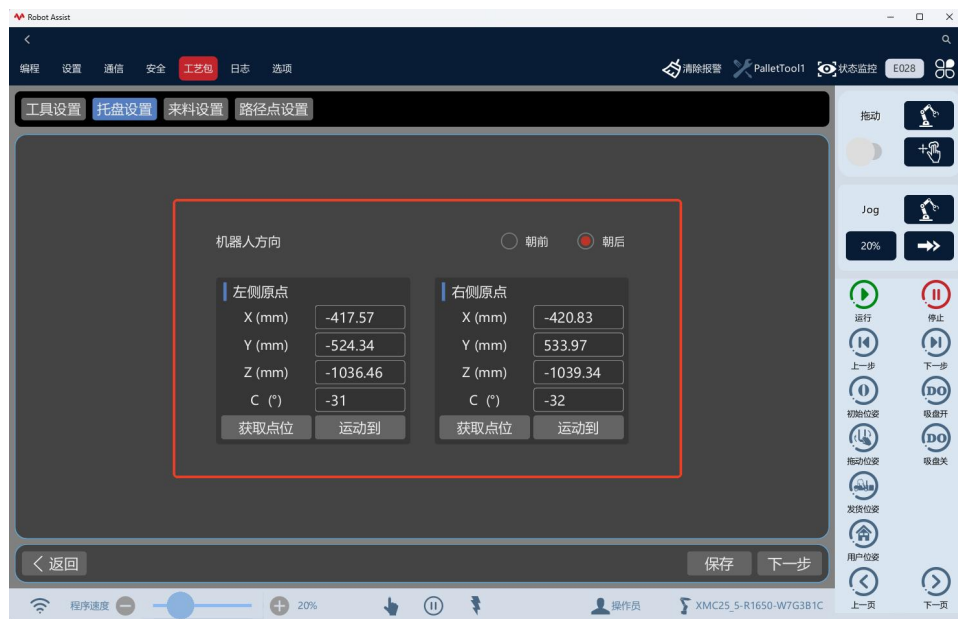 Robot Assist
编程 设置 通信 安全 工艺包 日志 选项 清除报警 PalletTool1 状态监控 E028
工具设置 托盘设置 来料设置 路径点设置
机器人方向 朝前 朝后
左侧原点
X (mm) -417.57
Y (mm) -524.34
Z (mm) -1036.46
C (°) -31
获取点位 运动到
右侧原点
X (mm) -420.83
Y (mm) 533.97
Z (mm) -1039.34
C (°) -32
获取点位 运动到
返回 保存 下一步
拖动
Jog
20%
运行 停止
上一步 下一步
初始位姿 DO 吸盘开
拖动位姿 DO 吸盘关
发货位姿
用户位姿
上一页 下一页
程序速度 20% 操作员 XMC25_5-R1650-W7G3B1C